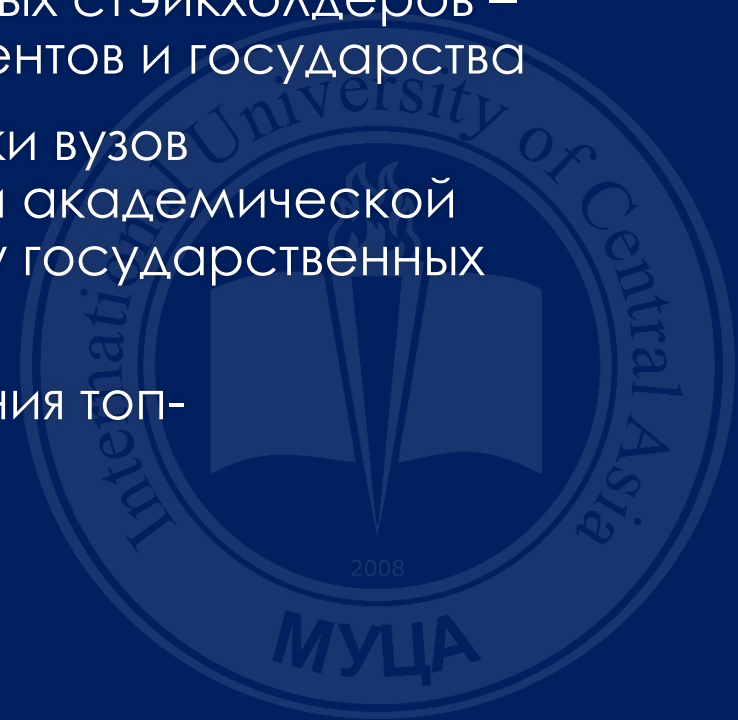 ых стэйкхолдеров –
ентов и государства
ки вузов
академической
у государственных
ния топ-
International University of Central Asia
2008
МУЦА